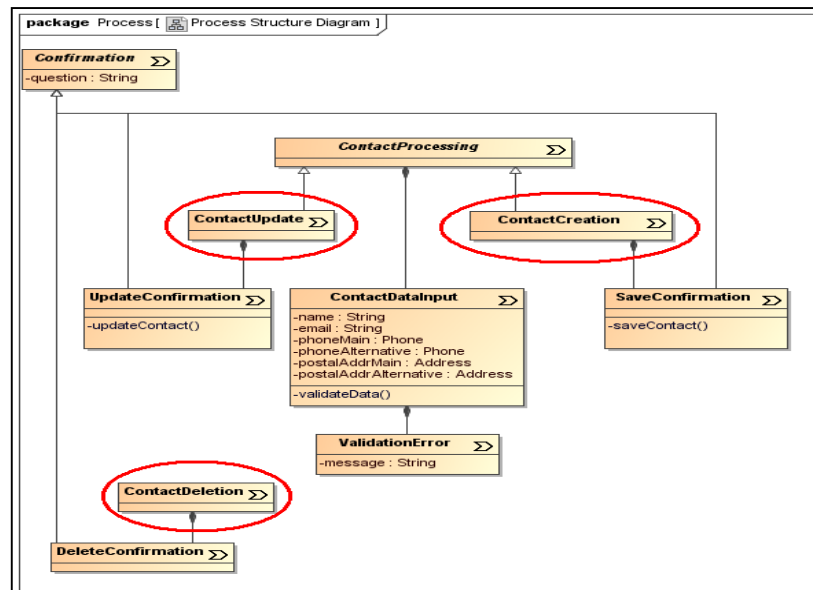 package Process [ Process Structure Diagram ]
Confirmation
-question : String
ContactProcessing
ContactUpdate
ContactCreation
UpdateConfirmation
-updateContact()
ContactDataInput
-name : String
-email : String
-phoneMain : Phone
-phoneAlternative : Phone
-postalAddrMain : Address
-postalAddrAlternative : Address
-validateData()
SaveConfirmation
-saveContact()
ValidationError
-message : String
ContactDeletion
DeleteConfirmation